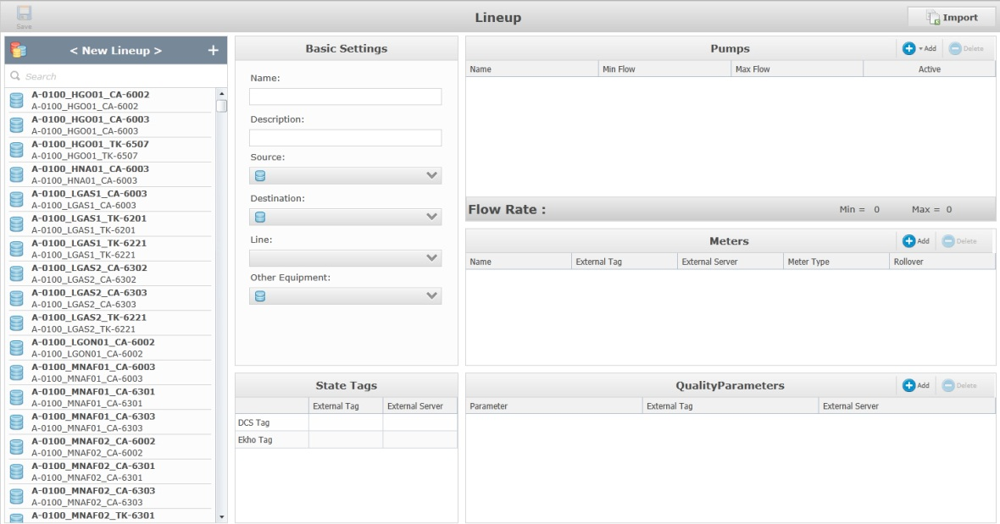 Save
Lineup
Import
< New Lineup >
Search
A-0100_HGO01_CA-6002
A-0100_HGO01_CA-6002
A-0100_HGO01_CA-6003
A-0100_HGO01_CA-6003
A-0100_HGO01_TK-6507
A-0100_HGO01_TK-6507
A-0100_HNA01_CA-6003
A-0100_HNA01_CA-6003
A-0100_LGAS1_CA-6003
A-0100_LGAS1_CA-6003
A-0100_LGAS1_TK-6201
A-0100_LGAS1_TK-6201
A-0100_LGAS1_TK-6221
A-0100_LGAS1_TK-6221
A-0100_LGAS2_CA-6302
A-0100_LGAS2_CA-6302
A-0100_LGAS2_CA-6303
A-0100_LGAS2_CA-6303
A-0100_LGAS2_TK-6221
A-0100_LGAS2_TK-6221
A-0100_LGON01_CA-6002
A-0100_LGON01_CA-6002
A-0100_MNAF01_CA-6003
A-0100_MNAF01_CA-6003
A-0100_MNAF01_CA-6301
A-0100_MNAF01_CA-6301
A-0100_MNAF01_CA-6303
A-0100_MNAF01_CA-6303
A-0100_MNAF02_CA-6002
A-0100_MNAF02_CA-6002
A-0100_MNAF02_CA-6301
A-0100_MNAF02_CA-6301
A-0100_MNAF02_CA-6303
A-0100_MNAF02_CA-6303
A-0100_MNAF02_TK-6301
Basic Settings
Name:
Description:
Source:
Destination:
Line:
Other Equipment:
State Tags
External Tag External Server
DCS Tag
Ekho Tag
Pumps
Add Delete
Name Min Flow Max Flow Active
Flow Rate : Min = 0 Max = 0
Meters
Add Delete
Name External Tag External Server Meter Type Rollover
QualityParameters
Add Delete
Parameter External Tag External Server